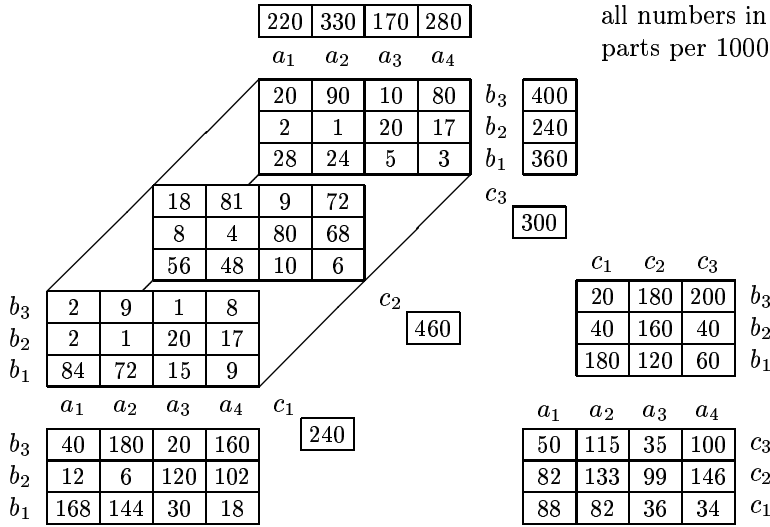 220 330 170 280 all numbers in
a1 a2 a3 a4 parts per 1000
20 90 10 80 b3 400
2 1 20 17 b2 240
28 24 5 3 b1 360
18 81 9 72 c3
8 4 80 68 300
56 48 10 6 c1 c2 c3
b3 2 9 1 8 c2 20 180 200 b3
b2 2 1 20 17 460 40 160 40 b2
b1 84 72 15 9 180 120 60 b1
a1 a2 a3 a4 c1 a1 a2 a3 a4
b3 40 180 20 160 240 50 115 35 100 c3
b2 12 6 120 102 82 133 99 146 c2
b1 168 144 30 18 88 82 36 34 c1